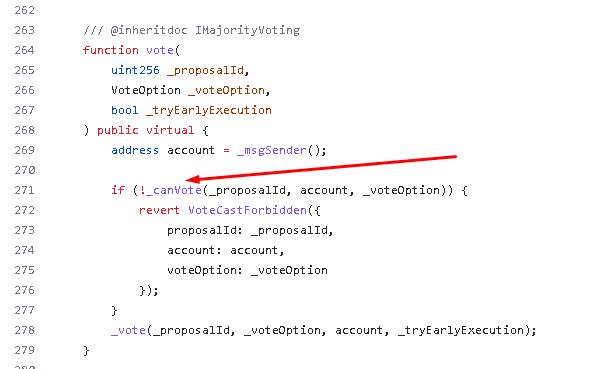 262
263 /// @inheritdoc IMajorityVoting
264 function vote(
265 uint256 _proposalId,
266 VoteOption _voteOption,
267 bool _tryEarlyExecution
268 ) public virtual {
269 address account = _msgSender();
270
271 if (!_canVote(_proposalId, account, _voteOption)) {
272 revert VoteCastForbidden({
273 proposalId: _proposalId,
274 account: account,
275 voteOption: _voteOption
276 });
277 }
278 _vote(_proposalId, _voteOption, account, _tryEarlyExecution);
279 }